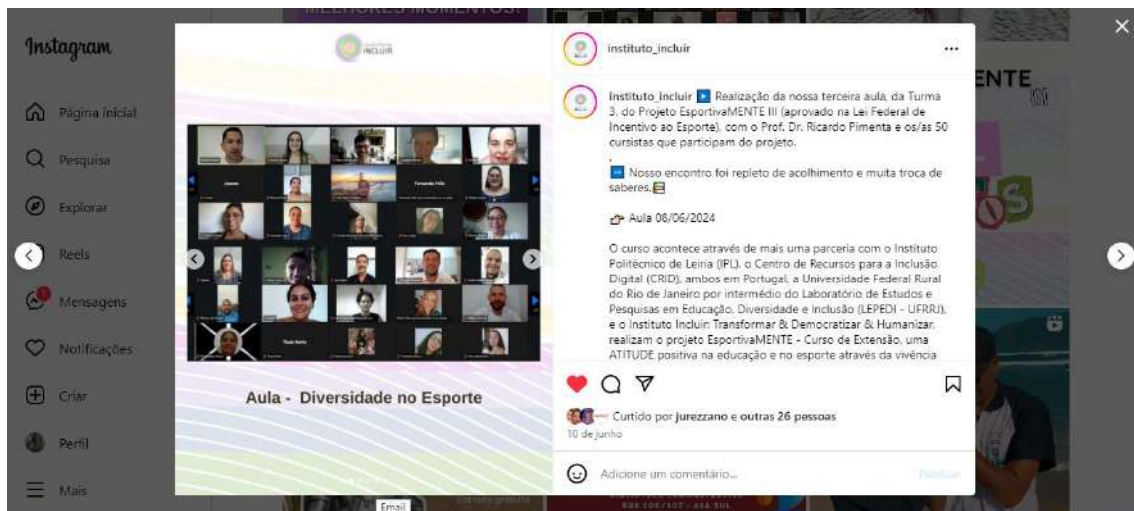 MELHORES MOMENTOS!
Instagram
Página inicial
Pesquisa
Explorar
Reels
1
Mensagens
Notificações
Criar
Perfil
Mais
INCLUIR
Aula - Diversidade no Esporte
Email
instituto_incluir
instituto_incluir ▶️ Realização da nossa terceira aula, da Turma
3, do Projeto EsportivaMENTE III (aprovado na Lei Federal de
Incentivo ao Esporte), com o Prof. Dr. Ricardo Pimenta e os/as 50
cursistas que participam do projeto.
.
➡️ Nosso encontro foi repleto de acolhimento e muita troca de
saberes.📗
👉 Aula 08/06/2024
O curso acontece através de mais uma parceria com o Instituto
Politécnico de Leiria (IPL), o Centro de Recursos para a Inclusão
Digital (CRID), ambos em Portugal, a Universidade Federal Rural
do Rio de Janeiro por intermédio do Laboratório de Estudos e
Pesquisas em Educação, Diversidade e Inclusão (LEPEDI - UFRRJ),
e o Instituto Incluir: Transformar & Democratizar & Humanizar,
realizam o projeto EsportivaMENTE - Curso de Extensão, uma
ATITUDE positiva na educação e no esporte através da vivência
Curtido por jurezzano e outras 26 pessoas
10 de junho
Adicione um comentário...
Publicar